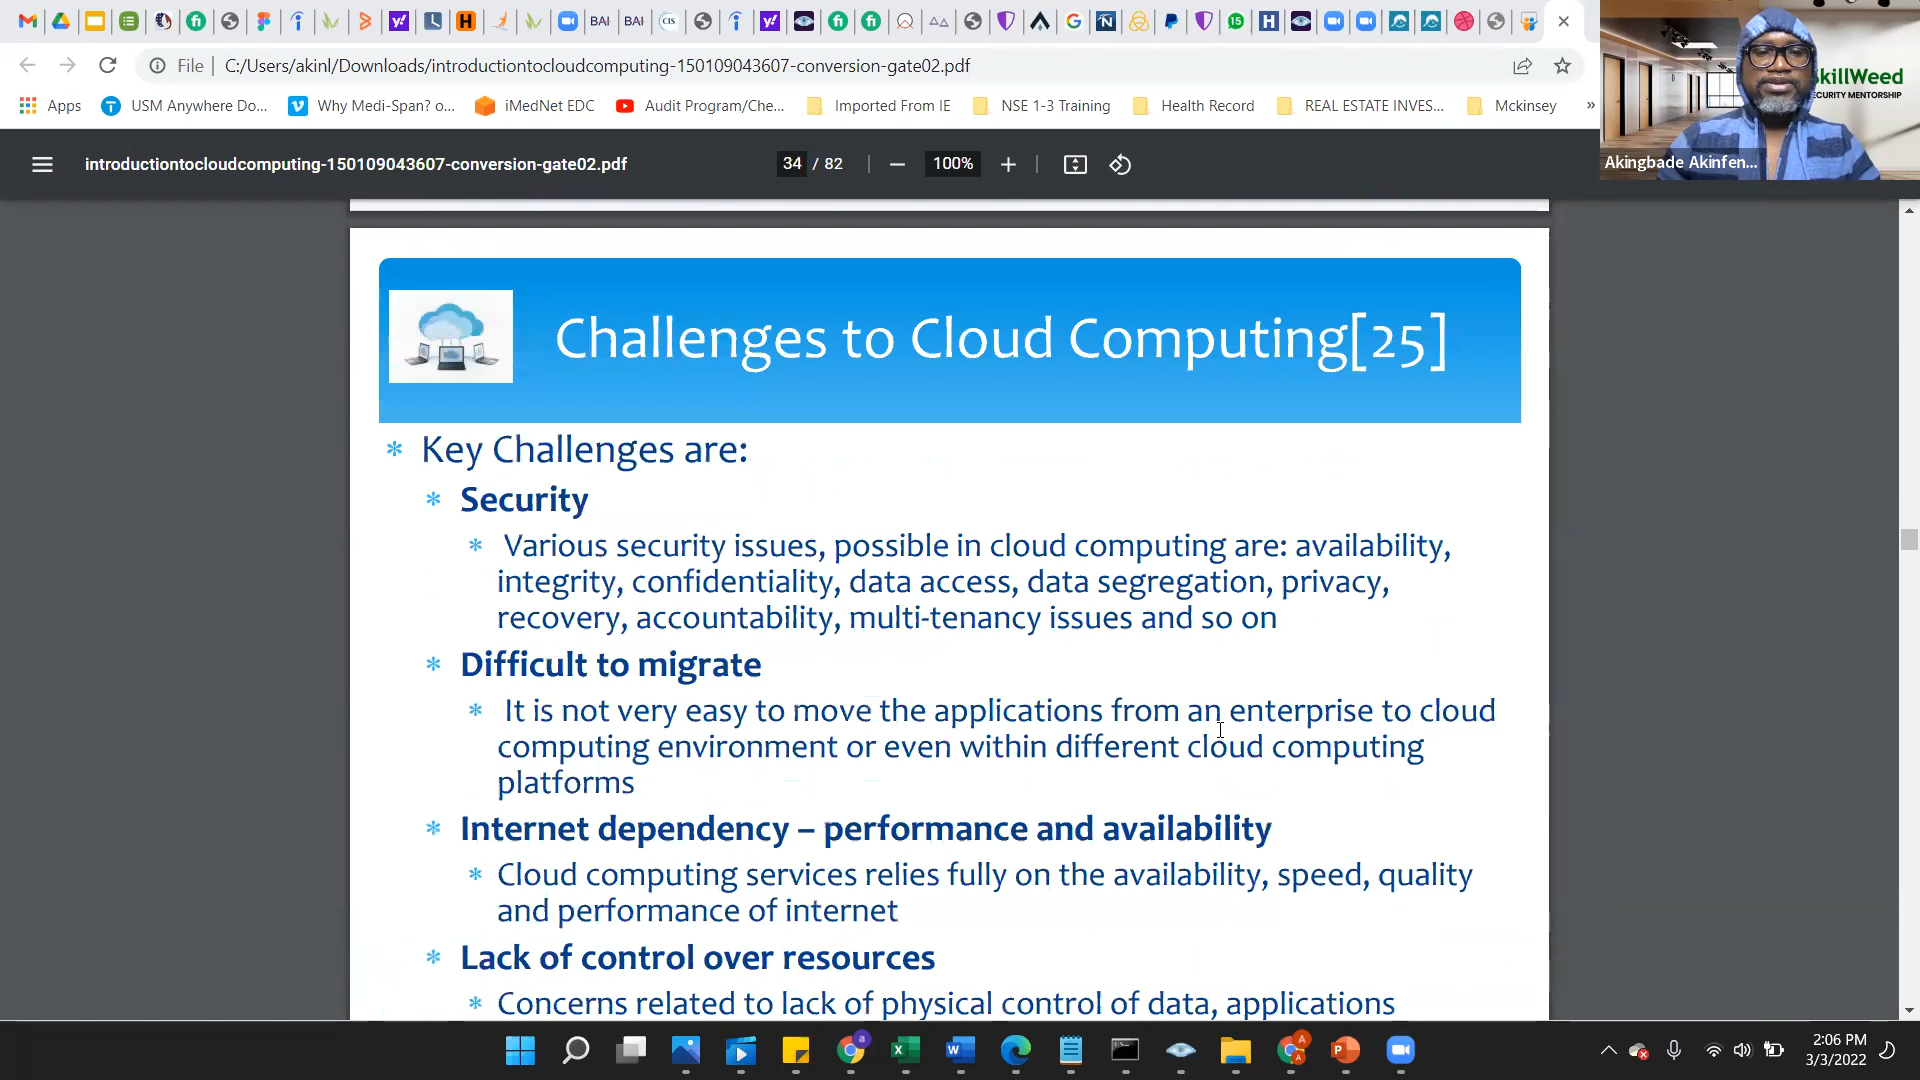 BAI
BAI
CIS
15
File
C:/Users/akinl/Downloads/introductiontocloudcomputing-150109043607-conversion-gate02.pdf
Apps
USM Anywhere Do...
Why Medi-Span? o...
iMedNet EDC
Audit Program/Che...
Imported From IE
NSE 1-3 Training
Health Record
REAL ESTATE INVES...
Mckinsey
»
introductiontocloudcomputing-150109043607-conversion-gate02.pdf
34 / 82
100%
SkillWeed
CURITY MENTORSHIP
Akingbade Akinfen...
Challenges to Cloud Computing[25]
Key Challenges are:
Security
Various security issues, possible in cloud computing are: availability,
integrity, confidentiality, data access, data segregation, privacy,
recovery, accountability, multi-tenancy issues and so on
Difficult to migrate
It is not very easy to move the applications from an enterprise to cloud
computing environment or even within different cloud computing
platforms
Internet dependency – performance and availability
Cloud computing services relies fully on the availability, speed, quality
and performance of internet
Lack of control over resources
Concerns related to lack of physical control of data, applications
2:06 PM
3/3/2022